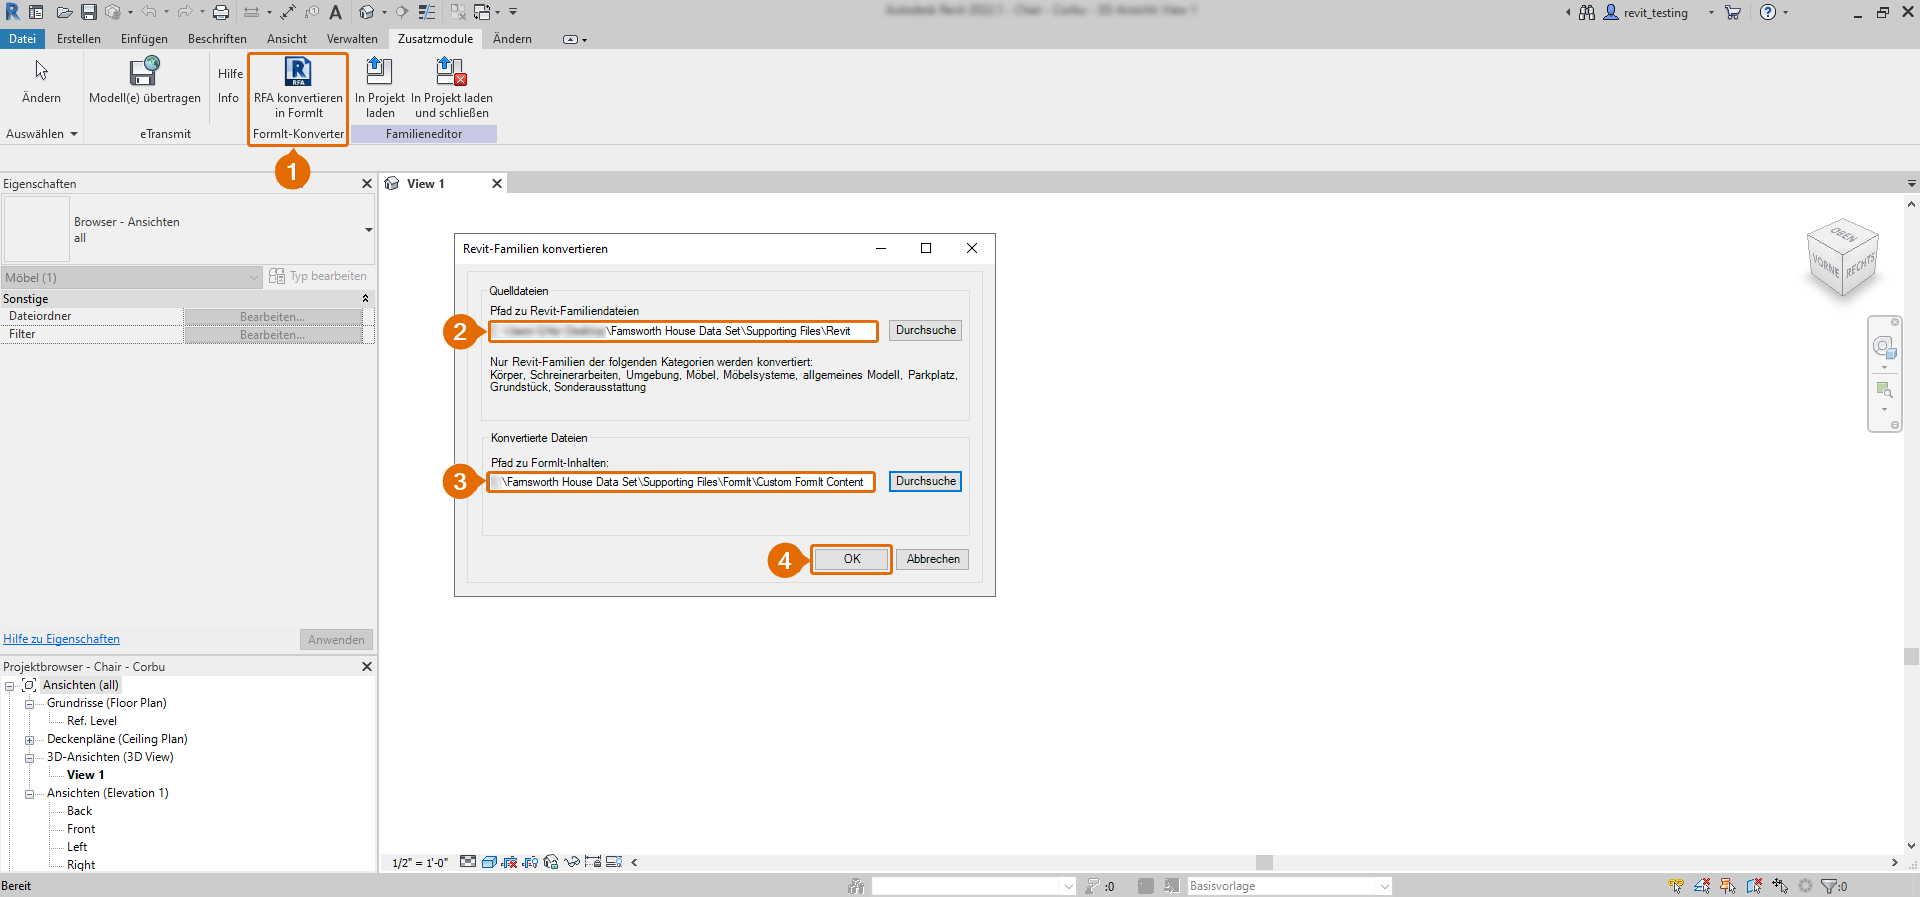 revit_testing
Datei Erstellen Einfügen Beschriften Ansicht Verwalten Zusatzmodule Ändern
Ändern
Auswählen
Modell(e) übertragen
eTransmit
Hilfe
Info
RFA
RFA konvertieren
in FormIt
FormIt-Konverter
In Projekt
laden
In Projekt laden
und schließen
Familieneditor
1
Eigenschaften
Browser - Ansichten
all
Möbel (1)
Typ bearbeiten
Sonstige
Dateiordner Bearbeiten...
Filter Bearbeiten...
Hilfe zu Eigenschaften
Anwenden
Projektbrowser - Chair - Corbu
Ansichten (all)
Grundrisse (Floor Plan)
Ref. Level
Deckenpläne (Ceiling Plan)
3D-Ansichten (3D View)
View 1
Ansichten (Elevation 1)
Back
Front
Left
Right
View 1
OBEN
VORNE
RECHTS
Revit-Familien konvertieren
Quelldateien
Pfad zu Revit-Familiendateien
2
\Farnsworth House Data Set\Supporting Files\Revit
Durchsuche
Nur Revit-Familien der folgenden Kategorien werden konvertiert:
Körper, Schreinerarbeiten, Umgebung, Möbel, Möbelsysteme, allgemeines Modell, Parkplatz,
Grundstück, Sonderausstattung
Konvertierte Dateien
Pfad zu FormIt-Inhalten:
3
\Farnsworth House Data Set\Supporting Files\FormIt\Custom FormIt Content
Durchsuche
4
OK
Abbrechen
1/2" = 1'-0"
Bereit
:0
Basisvorlage
:0